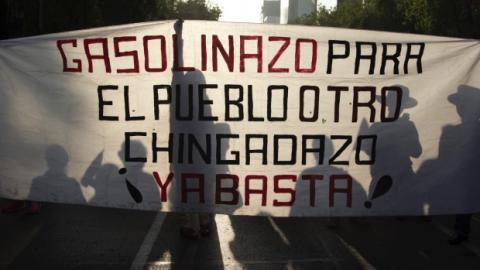 GASOLINAZO PARA
EL PUEBLO OTRO
CHINGADAZO
¡YA BASTA!